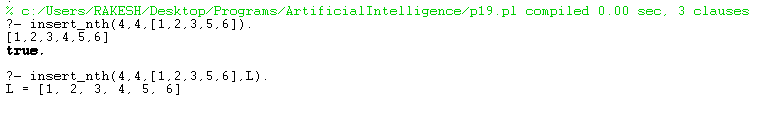 % c:/Users/RAKESH/Desktop/Programs/ArtificialIntelligence/p19.pl compiled 0.00 sec, 3 clauses
?- insert_nth(4,4,[1,2,3,5,6]).
[1,2,3,4,5,6]
true.
?- insert_nth(4,4,[1,2,3,5,6],L).
L = [1, 2, 3, 4, 5, 6]